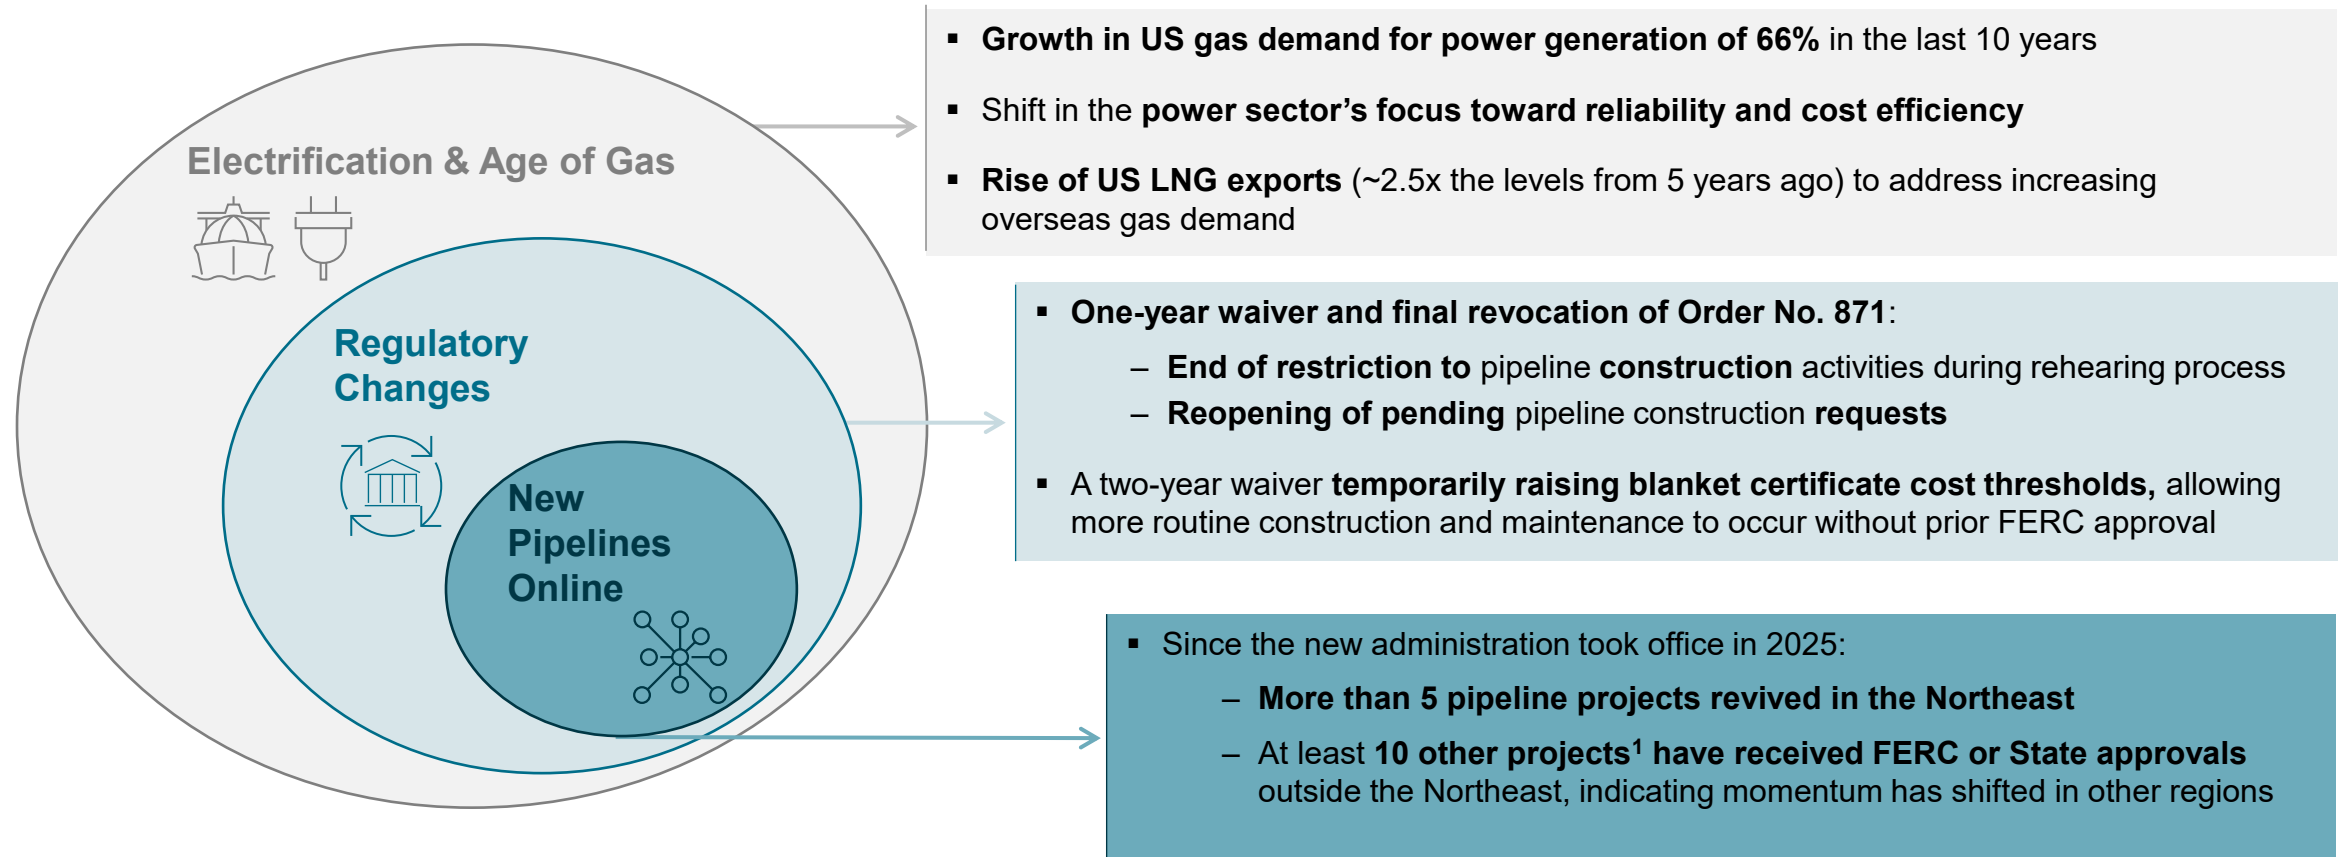 Electrification & Age of Gas
Regulatory
Changes
New
Pipelines
Online
▪ Growth in US gas demand for power generation of 66% in the last 10 years
▪ Shift in the power sector’s focus toward reliability and cost efficiency
▪ Rise of US LNG exports (~2.5x the levels from 5 years ago) to address increasing
overseas gas demand
▪ One-year waiver and final revocation of Order No. 871:
– End of restriction to pipeline construction activities during rehearing process
– Reopening of pending pipeline construction requests
▪ A two-year waiver temporarily raising blanket certificate cost thresholds, allowing
more routine construction and maintenance to occur without prior FERC approval
▪ Since the new administration took office in 2025:
– More than 5 pipeline projects revived in the Northeast
– At least 10 other projects¹ have received FERC or State approvals
outside the Northeast, indicating momentum has shifted in other regions